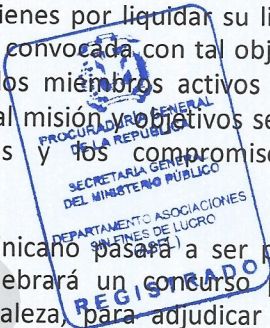 ienes por liquidar su li
convocada con tal obj
los miembros activos
al misión y objetivos se
s y los compromis
PROCURADURÍA GENERAL
DE LA REPÚBLICA
SECRETARÍA GENERAL
DEL MINISTERIO PÚBLICO
DEPARTAMENTO ASOCIACIONES
SIN FINES DE LUCRO
REGISTRADO
nicano pasará a ser p
ebrará un concurso p
aleza, para adjudicar